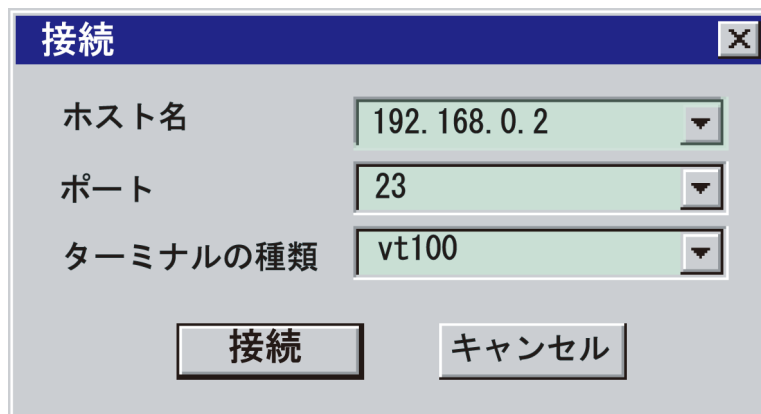 接続
ホスト名 192.168.0.2
ポート 23
ターミナルの種類 vt100
接続 キャンセル